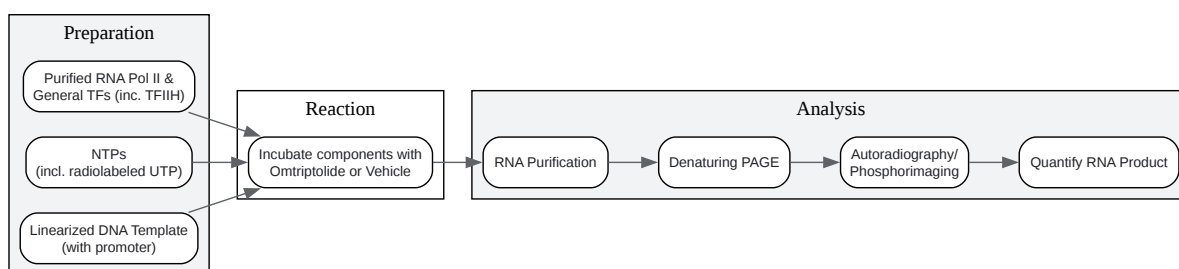 Preparation
Purified RNA Pol II &
General TFs (inc. TFIIH)
NTPs
(incl. radiolabeled UTP)
Linearized DNA Template
(with promoter)
Reaction
Incubate components with
Omtriptolide or Vehicle
Analysis
RNA Purification
Denaturing PAGE
Autoradiography/
Phosphorimaging
Quantify RNA Product